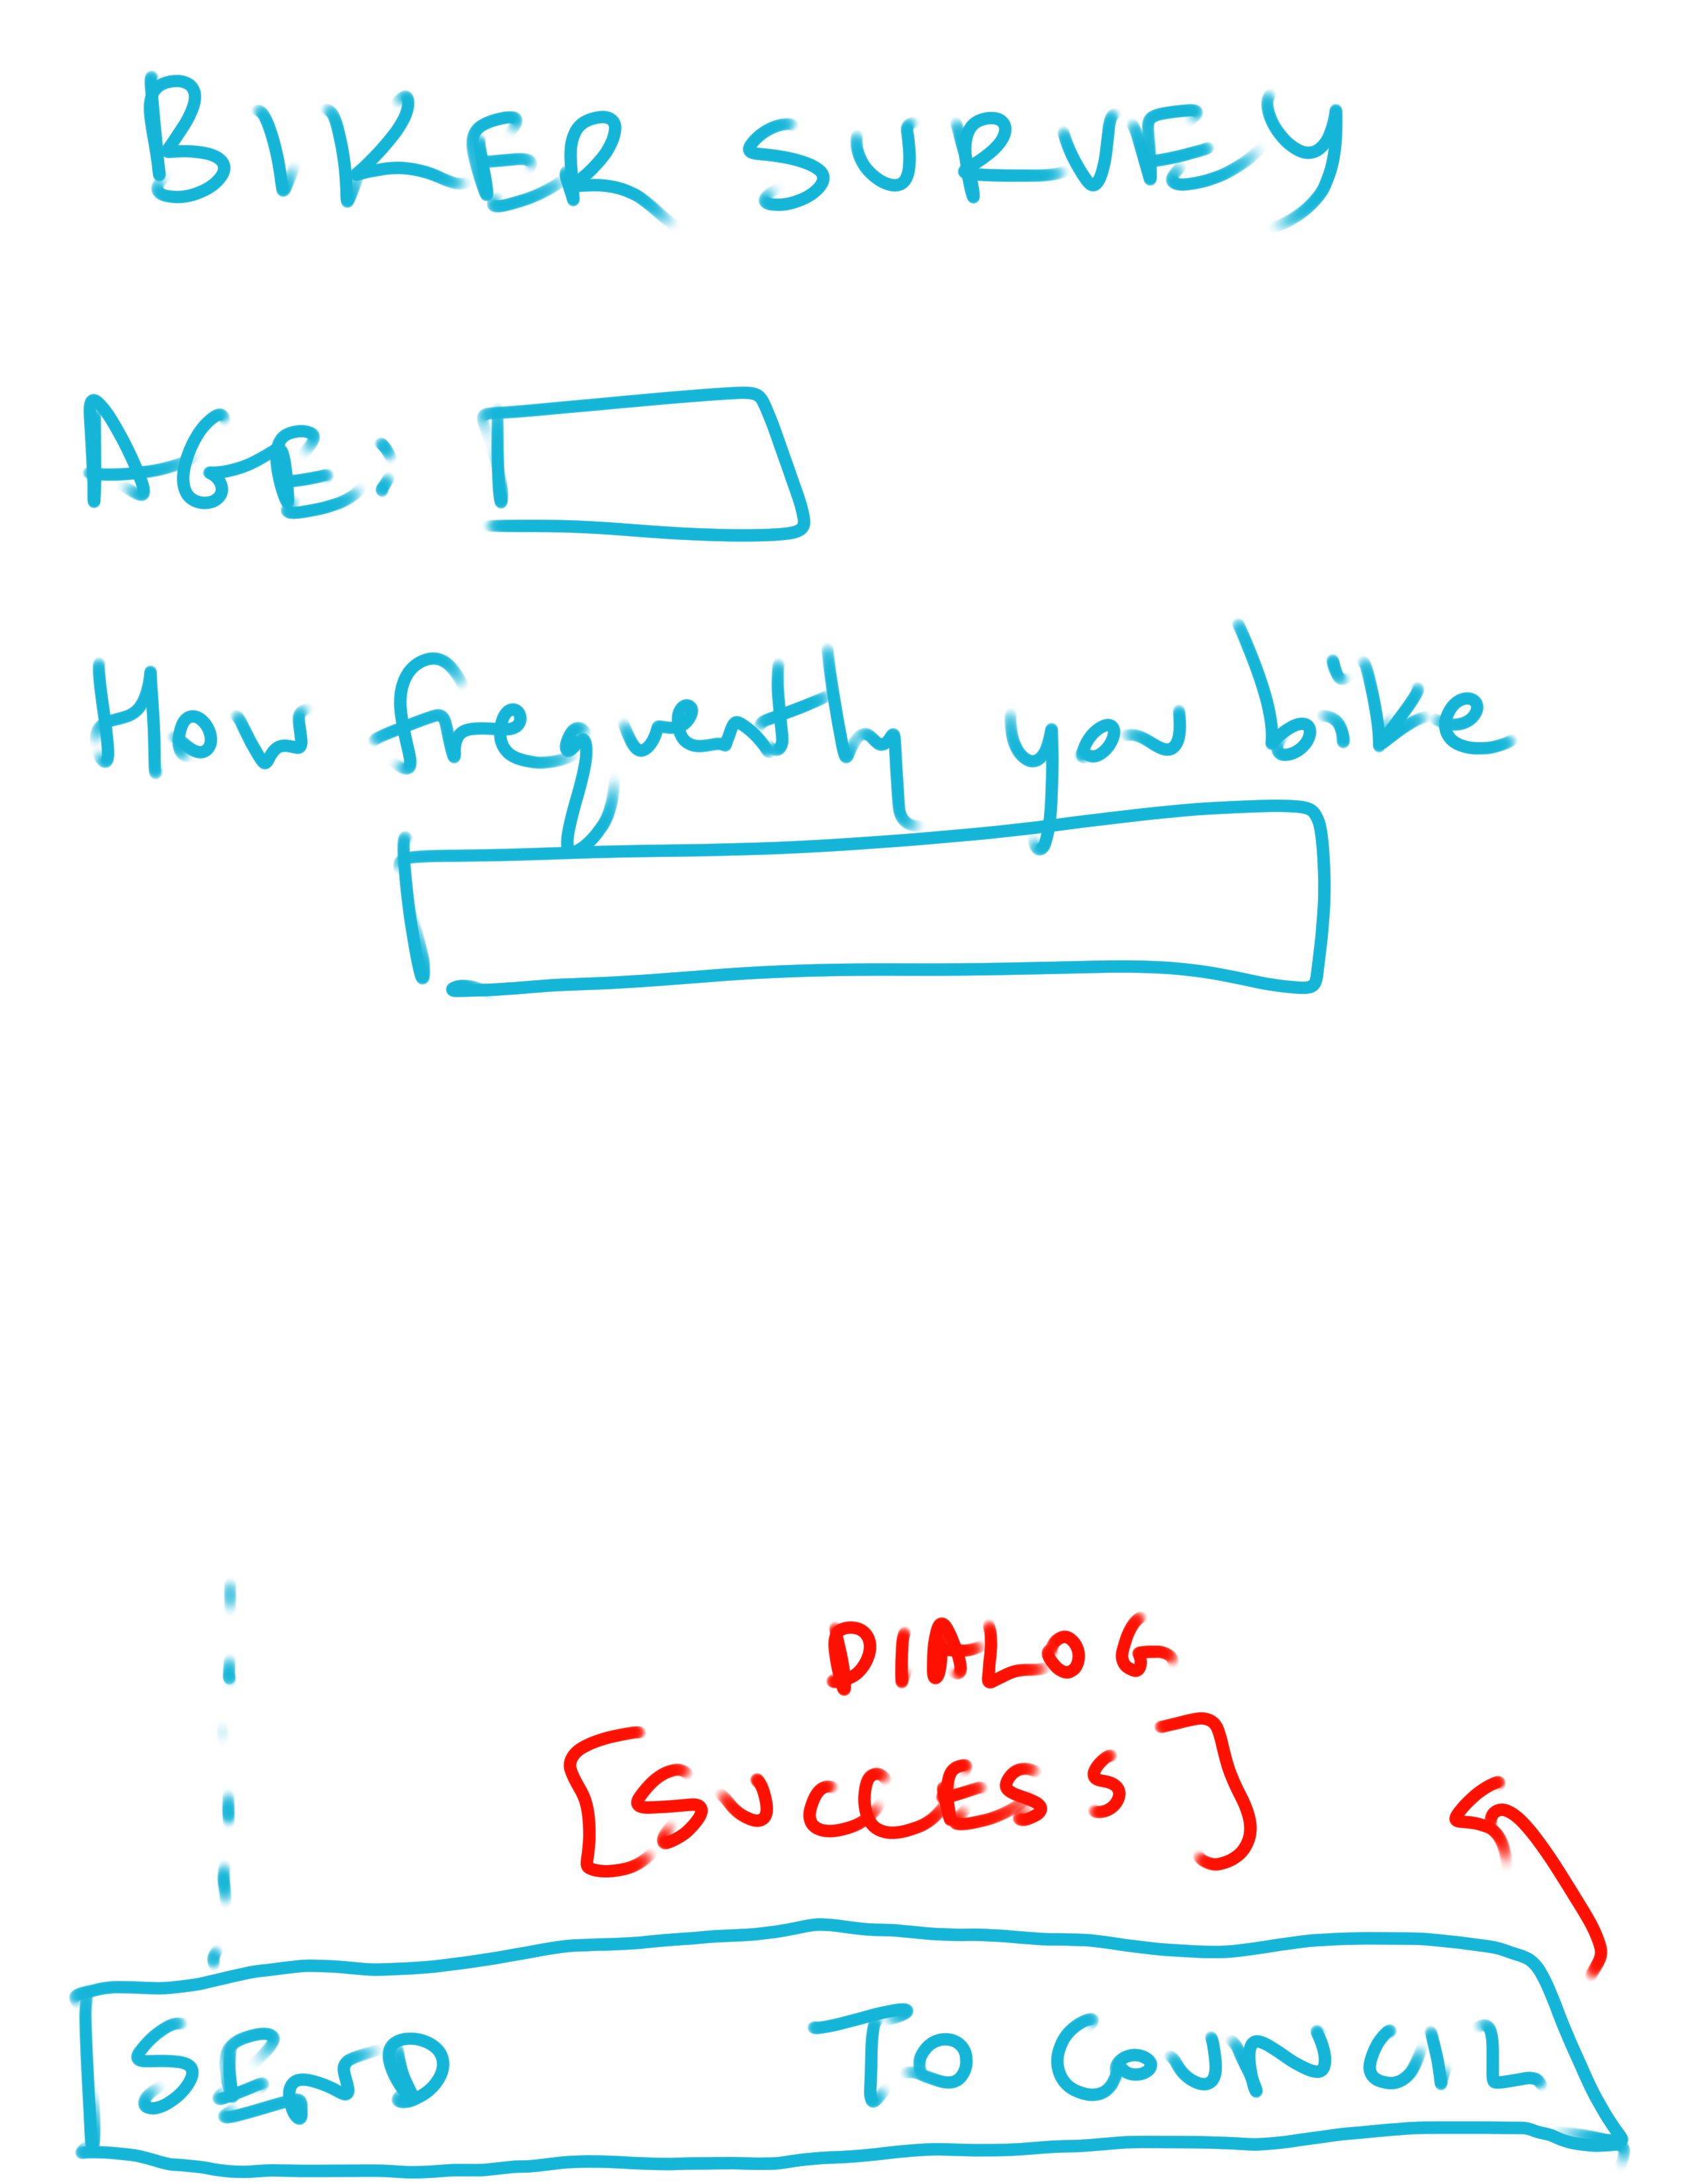 BIKER SURVEY
AGE:
How frequently you bike
DIALOG
[SUCCESS]
SEND TO COUNCIL